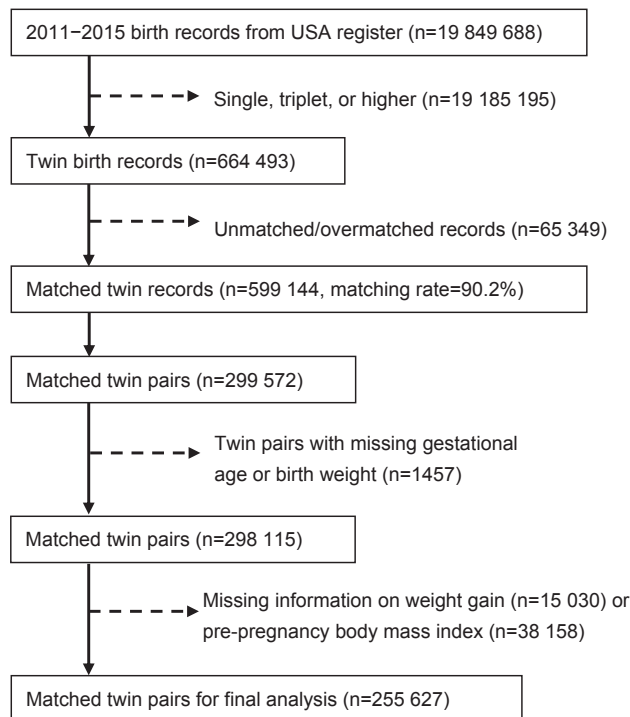 2011−2015 birth records from USA register (n=19 849 688)
Single, triplet, or higher (n=19 185 195)
Twin birth records (n=664 493)
Unmatched/overmatched records (n=65 349)
Matched twin records (n=599 144, matching rate=90.2%)
Matched twin pairs (n=299 572)
Twin pairs with missing gestational
age or birth weight (n=1457)
Matched twin pairs (n=298 115)
Missing information on weight gain (n=15 030) or
pre-pregnancy body mass index (n=38 158)
Matched twin pairs for final analysis (n=255 627)